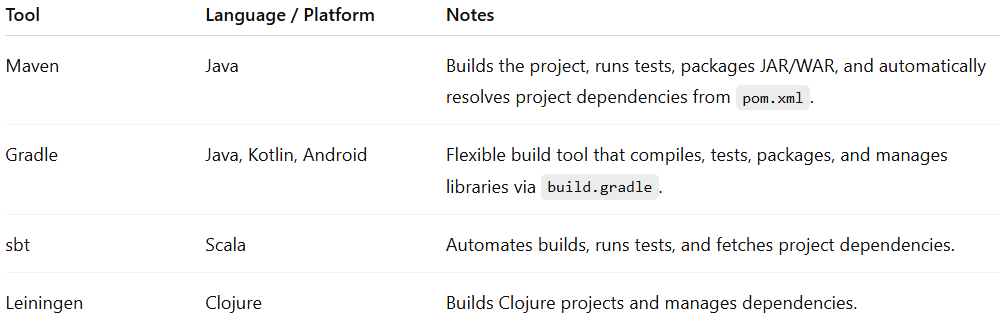 Tool Language / Platform Notes
Maven Java Builds the project, runs tests, packages JAR/WAR, and automatically
resolves project dependencies from pom.xml.
Gradle Java, Kotlin, Android Flexible build tool that compiles, tests, packages, and manages
libraries via build.gradle.
sbt Scala Automates builds, runs tests, and fetches project dependencies.
Leiningen Clojure Builds Clojure projects and manages dependencies.